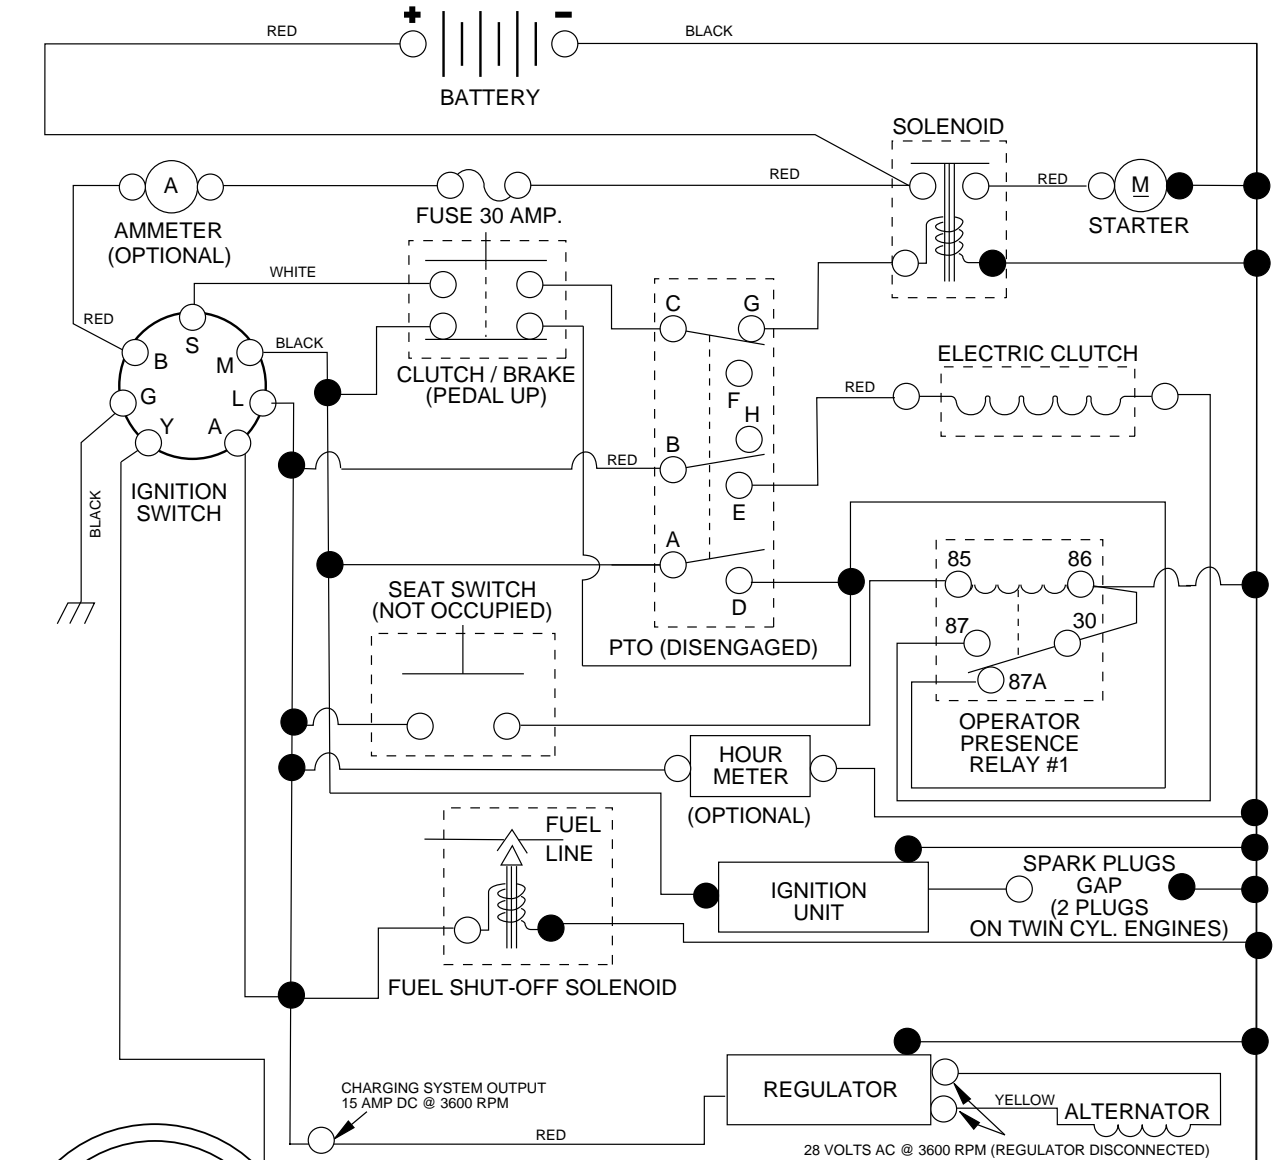 + −
RED
BLACK
BATTERY
SOLENOID
A
RED
RED
M
AMMETER
(OPTIONAL)
FUSE 30 AMP.
STARTER
WHITE
RED
S
B
M
BLACK
G
L
Y
A
IGNITION
SWITCH
BLACK
CLUTCH / BRAKE
(PEDAL UP)
C
G
F
H
B
RED
E
A
D
PTO (DISENGAGED)
ELECTRIC CLUTCH
RED
SEAT SWITCH
(NOT OCCUPIED)
85
86
87
30
87A
OPERATOR
PRESENCE
RELAY #1
HOUR
METER
(OPTIONAL)
FUEL
LINE
FUEL SHUT-OFF SOLENOID
IGNITION
UNIT
SPARK PLUGS
GAP
(2 PLUGS
ON TWIN CYL. ENGINES)
CHARGING SYSTEM OUTPUT
15 AMP DC @ 3600 RPM
RED
REGULATOR
YELLOW
ALTERNATOR
28 VOLTS AC @ 3600 RPM (REGULATOR DISCONNECTED)